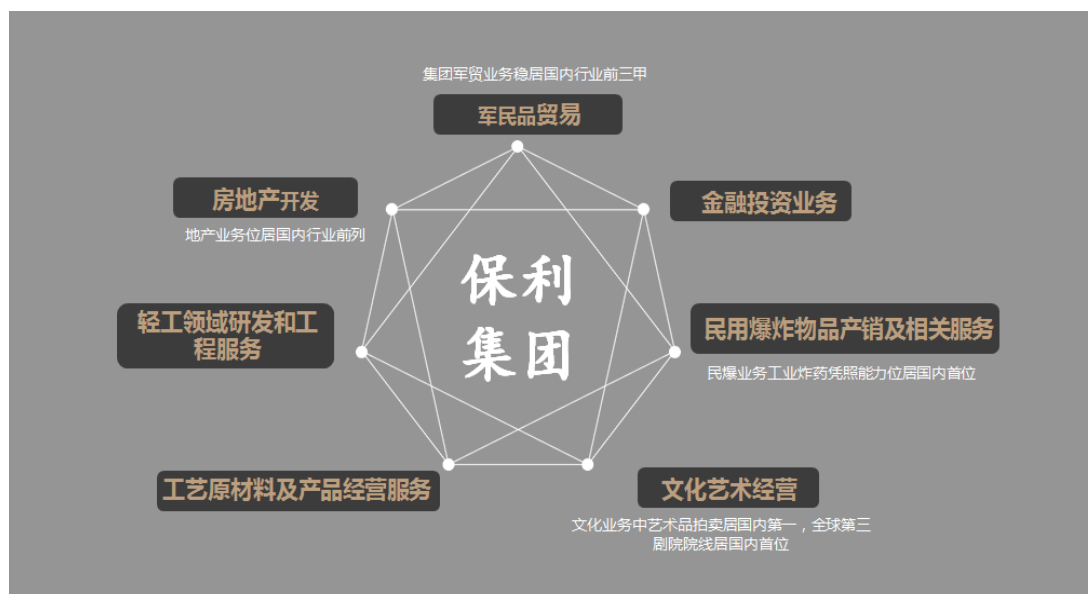 集团军贸业务稳居国内行业前三甲
军民品贸易
房地产开发
金融投资业务
地产业务位居国内行业前列
保利
集团
轻工领域研发和工
程服务
民用爆炸物品产销及相关服务
民爆业务工业炸药凭照能力位居国内首位
工艺原材料及产品经营服务
文化艺术经营
文化业务中艺术品拍卖居国内第一，全球第三
剧院院线居国内首位